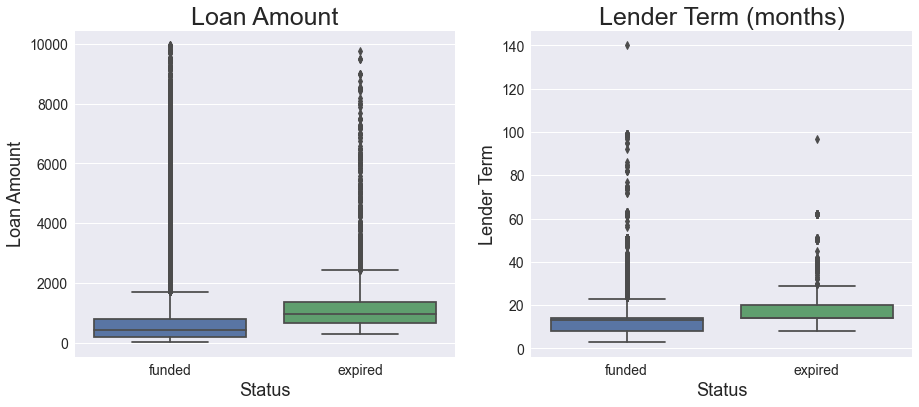 Loan Amount
Loan Amount
10000
8000
6000
4000
2000
0
funded
expired
Status
Lender Term (months)
Lender Term
140
120
100
80
60
40
20
0
funded
expired
Status